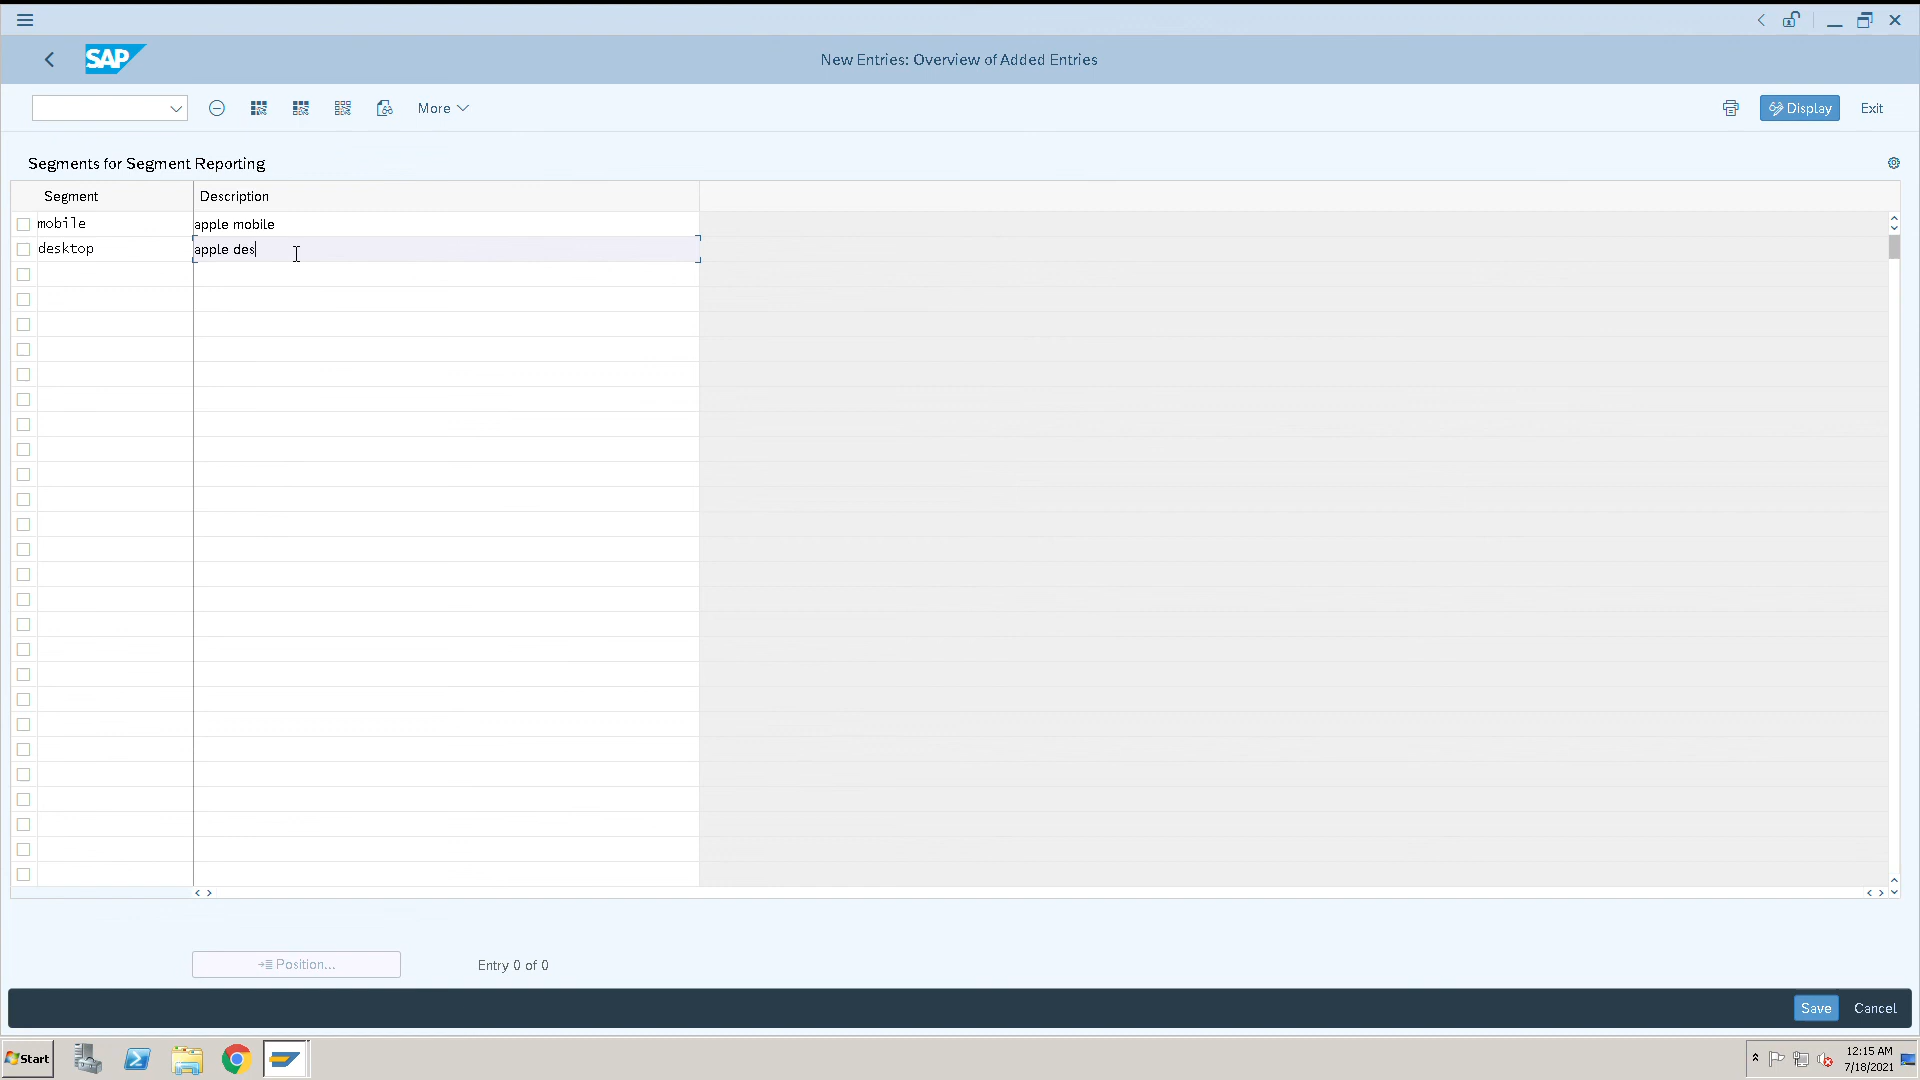 SAP
New Entries: Overview of Added Entries
More
Display
Exit
Segments for Segment Reporting
Segment Description
mobile apple mobile
desktop apple des
Position...
Entry 0 of 0
Save
Cancel
Start
12:15 AM
7/18/2021